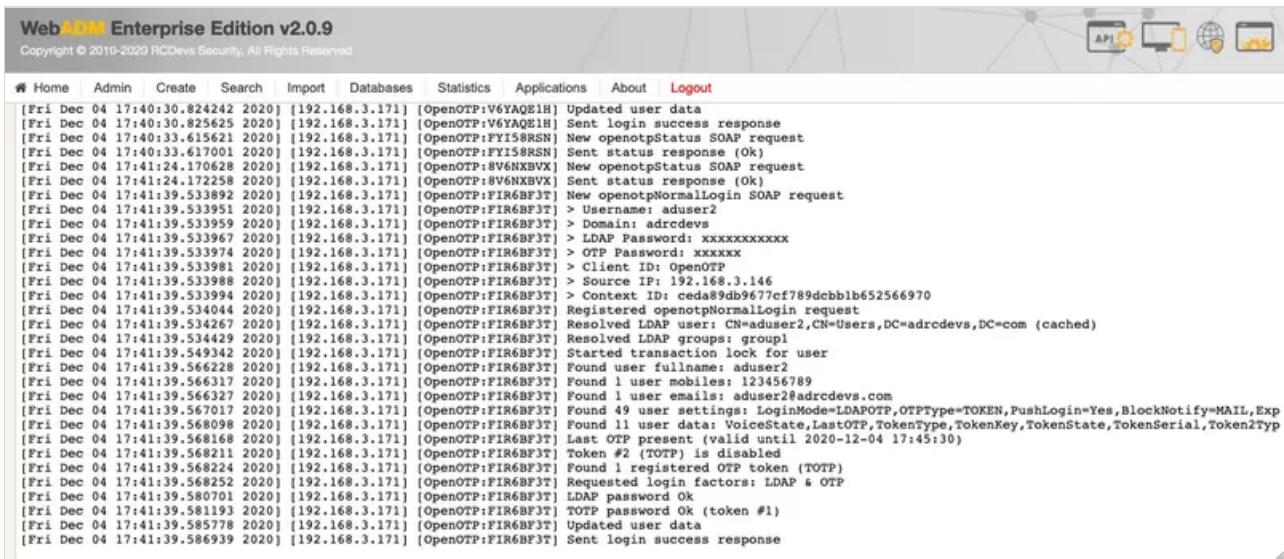 WebADM Enterprise Edition v2.0.9
Copyright © 2010-2020 RCDevs Security, All Rights Reserved
API
Home Admin Create Search Import Databases Statistics Applications About Logout
[Fri Dec 04 17:40:30.824242 2020] [192.168.3.171] [OpenOTP:V6YAQE1H] Updated user data
[Fri Dec 04 17:40:30.825625 2020] [192.168.3.171] [OpenOTP:V6YAQE1H] Sent login success response
[Fri Dec 04 17:40:33.615621 2020] [192.168.3.171] [OpenOTP:FYI58RSN] New openotpStatus SOAP request
[Fri Dec 04 17:40:33.617001 2020] [192.168.3.171] [OpenOTP:FYI58RSN] Sent status response (Ok)
[Fri Dec 04 17:41:24.170628 2020] [192.168.3.171] [OpenOTP:8V6NXBVX] New openotpStatus SOAP request
[Fri Dec 04 17:41:24.172258 2020] [192.168.3.171] [OpenOTP:8V6NXBVX] Sent status response (Ok)
[Fri Dec 04 17:41:39.533892 2020] [192.168.3.171] [OpenOTP:FIR6BF3T] New openotpNormalLogin SOAP request
[Fri Dec 04 17:41:39.533951 2020] [192.168.3.171] [OpenOTP:FIR6BF3T] > Username: aduser2
[Fri Dec 04 17:41:39.533959 2020] [192.168.3.171] [OpenOTP:FIR6BF3T] > Domain: adrcdevs
[Fri Dec 04 17:41:39.533967 2020] [192.168.3.171] [OpenOTP:FIR6BF3T] > LDAP Password: xxxxxxxxxxx
[Fri Dec 04 17:41:39.533974 2020] [192.168.3.171] [OpenOTP:FIR6BF3T] > OTP Password: xxxxxx
[Fri Dec 04 17:41:39.533981 2020] [192.168.3.171] [OpenOTP:FIR6BF3T] > Client ID: OpenOTP
[Fri Dec 04 17:41:39.533988 2020] [192.168.3.171] [OpenOTP:FIR6BF3T] > Source IP: 192.168.3.146
[Fri Dec 04 17:41:39.533994 2020] [192.168.3.171] [OpenOTP:FIR6BF3T] > Context ID: ceda89db9677cf789dcbb1b652566970
[Fri Dec 04 17:41:39.534044 2020] [192.168.3.171] [OpenOTP:FIR6BF3T] Registered openotpNormalLogin request
[Fri Dec 04 17:41:39.534267 2020] [192.168.3.171] [OpenOTP:FIR6BF3T] Resolved LDAP user: CN=aduser2,CN=Users,DC=adrcdevs,DC=com (cached)
[Fri Dec 04 17:41:39.534429 2020] [192.168.3.171] [OpenOTP:FIR6BF3T] Resolved LDAP groups: group1
[Fri Dec 04 17:41:39.549342 2020] [192.168.3.171] [OpenOTP:FIR6BF3T] Started transaction lock for user
[Fri Dec 04 17:41:39.566228 2020] [192.168.3.171] [OpenOTP:FIR6BF3T] Found user fullname: aduser2
[Fri Dec 04 17:41:39.566317 2020] [192.168.3.171] [OpenOTP:FIR6BF3T] Found 1 user mobiles: 123456789
[Fri Dec 04 17:41:39.566327 2020] [192.168.3.171] [OpenOTP:FIR6BF3T] Found 1 user emails: aduser2@adrcdevs.com
[Fri Dec 04 17:41:39.567017 2020] [192.168.3.171] [OpenOTP:FIR6BF3T] Found 49 user settings: LoginMode=LDAPOTP,OTPType=TOKEN,PushLogin=Yes,BlockNotify=MAIL,Exp
[Fri Dec 04 17:41:39.568098 2020] [192.168.3.171] [OpenOTP:FIR6BF3T] Found 11 user data: VoiceState,LastOTP,TokenType,TokenKey,TokenState,TokenSerial,Token2Typ
[Fri Dec 04 17:41:39.568168 2020] [192.168.3.171] [OpenOTP:FIR6BF3T] Last OTP present (valid until 2020-12-04 17:45:30)
[Fri Dec 04 17:41:39.568211 2020] [192.168.3.171] [OpenOTP:FIR6BF3T] Token #2 (TOTP) is disabled
[Fri Dec 04 17:41:39.568224 2020] [192.168.3.171] [OpenOTP:FIR6BF3T] Found 1 registered OTP token (TOTP)
[Fri Dec 04 17:41:39.568252 2020] [192.168.3.171] [OpenOTP:FIR6BF3T] Requested login factors: LDAP & OTP
[Fri Dec 04 17:41:39.580701 2020] [192.168.3.171] [OpenOTP:FIR6BF3T] LDAP password Ok
[Fri Dec 04 17:41:39.581193 2020] [192.168.3.171] [OpenOTP:FIR6BF3T] TOTP password Ok (token #1)
[Fri Dec 04 17:41:39.585778 2020] [192.168.3.171] [OpenOTP:FIR6BF3T] Updated user data
[Fri Dec 04 17:41:39.586939 2020] [192.168.3.171] [OpenOTP:FIR6BF3T] Sent login success response